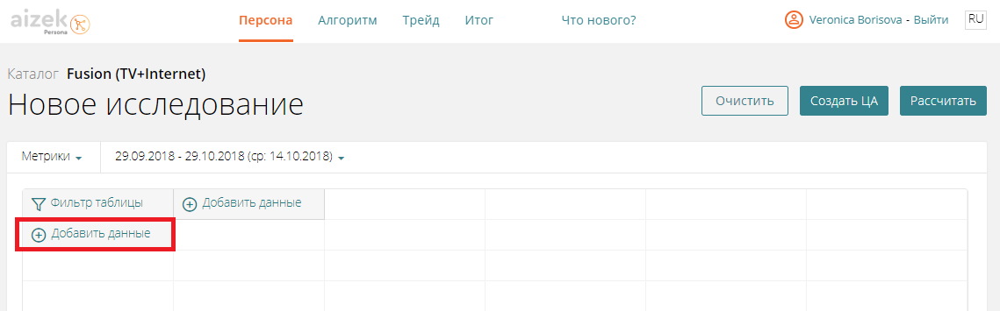 aizek
Persona
Персона Алгоритм Трейд Итог Что нового? Veronica Borisova - Выйти RU
Каталог Fusion (TV+Internet)
Новое исследование
Очистить Создать ЦА Рассчитать
Метрики 29.09.2018 - 29.10.2018 (ср: 14.10.2018)
Фильтр таблицы Добавить данные
Добавить данные